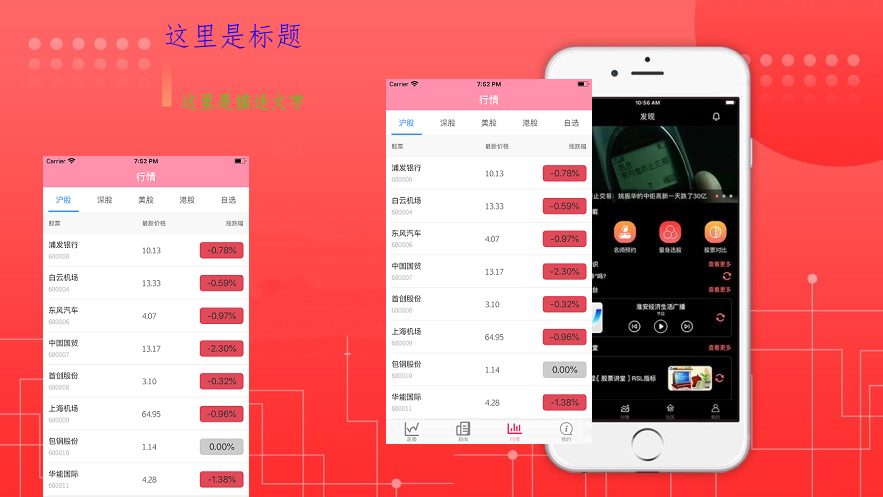 这里是标题
这里是描述文字
Carrier 7:52 PM
行情
沪股 深股 美股 港股 自选
股票 最新价格 涨跌幅
浦发银行 10.13 -0.78%
600000
白云机场 13.33 -0.59%
600004
东风汽车 4.07 -0.97%
600006
中国国贸 13.17 -2.30%
600007
首创股份 3.10 -0.32%
600008
上海机场 64.95 -0.96%
600009
包钢股份 1.14 0.00%
600010
华能国际 4.28 -1.38%
600011
Carrier 7:52 PM
行情
沪股 深股 美股 港股 自选
股票 最新价格 涨跌幅
浦发银行 10.13 -0.78%
600000
白云机场 13.33 -0.59%
600004
东风汽车 4.07 -0.97%
600006
中国国贸 13.17 -2.30%
600007
首创股份 3.10 -0.32%
600008
上海机场 64.95 -0.96%
600009
包钢股份 1.14 0.00%
600010
华能国际 4.28 -1.38%
600011
走势 新闻 行情 我的
10:56 AM
发现
止交易：姚振华的中炬高新一天跌了30亿
名师预约 量身选股 股票对比
识 查看更多
"吗？
台 查看更多
淮安经济生活广播
节目
堂 查看更多
[股票讲堂] RSL指标
行情 社区 我的